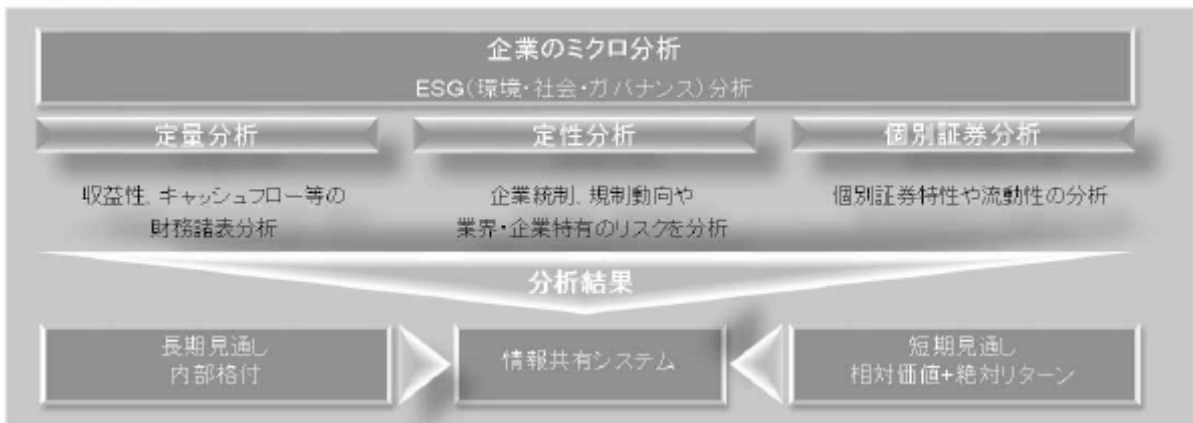 企業のミクロ分析
ESG(環境・社会・ガバナンス)分析
定量分析
収益性、キャッシュフロー等の
財務諸表分析
定性分析
企業統制、規制動向や
業界・企業特有のリスクを分析
個別証券分析
個別証券特性や流動性の分析
分析結果
長期見通し
内部格付
情報共有システム
短期見通し
相対価値+絶対リターン